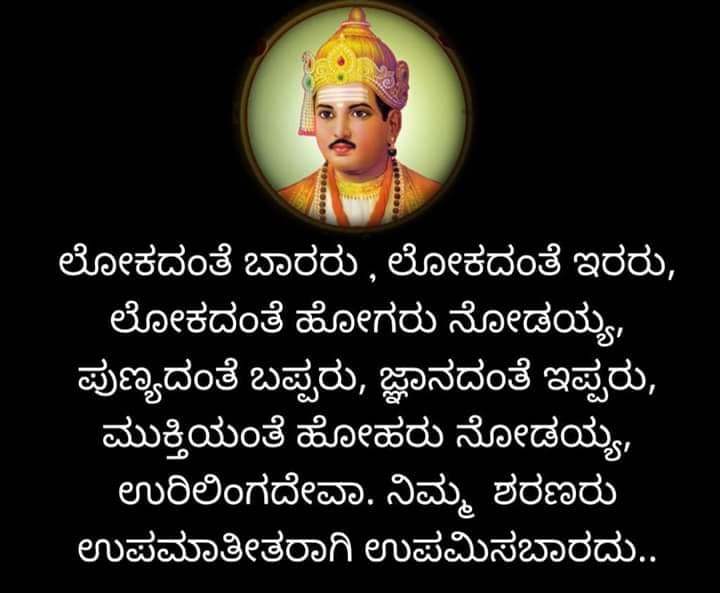 ಲೋಕದಂತೆ ಬಾರರು , ಲೋಕದಂತೆ ಇರರು,
ಲೋಕದಂತೆ ಹೋಗರು ನೋಡಯ್ಯ,
ಪುಣ್ಯದಂತೆ ಬಪ್ಪರು, ಜ್ಞಾನದಂತೆ ಇಪ್ಪರು,
ಮುಕ್ತಿಯಂತೆ ಹೋಹರು ನೋಡಯ್ಯ,
ಉರಿಲಿಂಗದೇವಾ. ನಿಮ್ಮ ಶರಣರು
ಉಪಮಾತೀತರಾಗಿ ಉಪಮಿಸಬಾರದು..